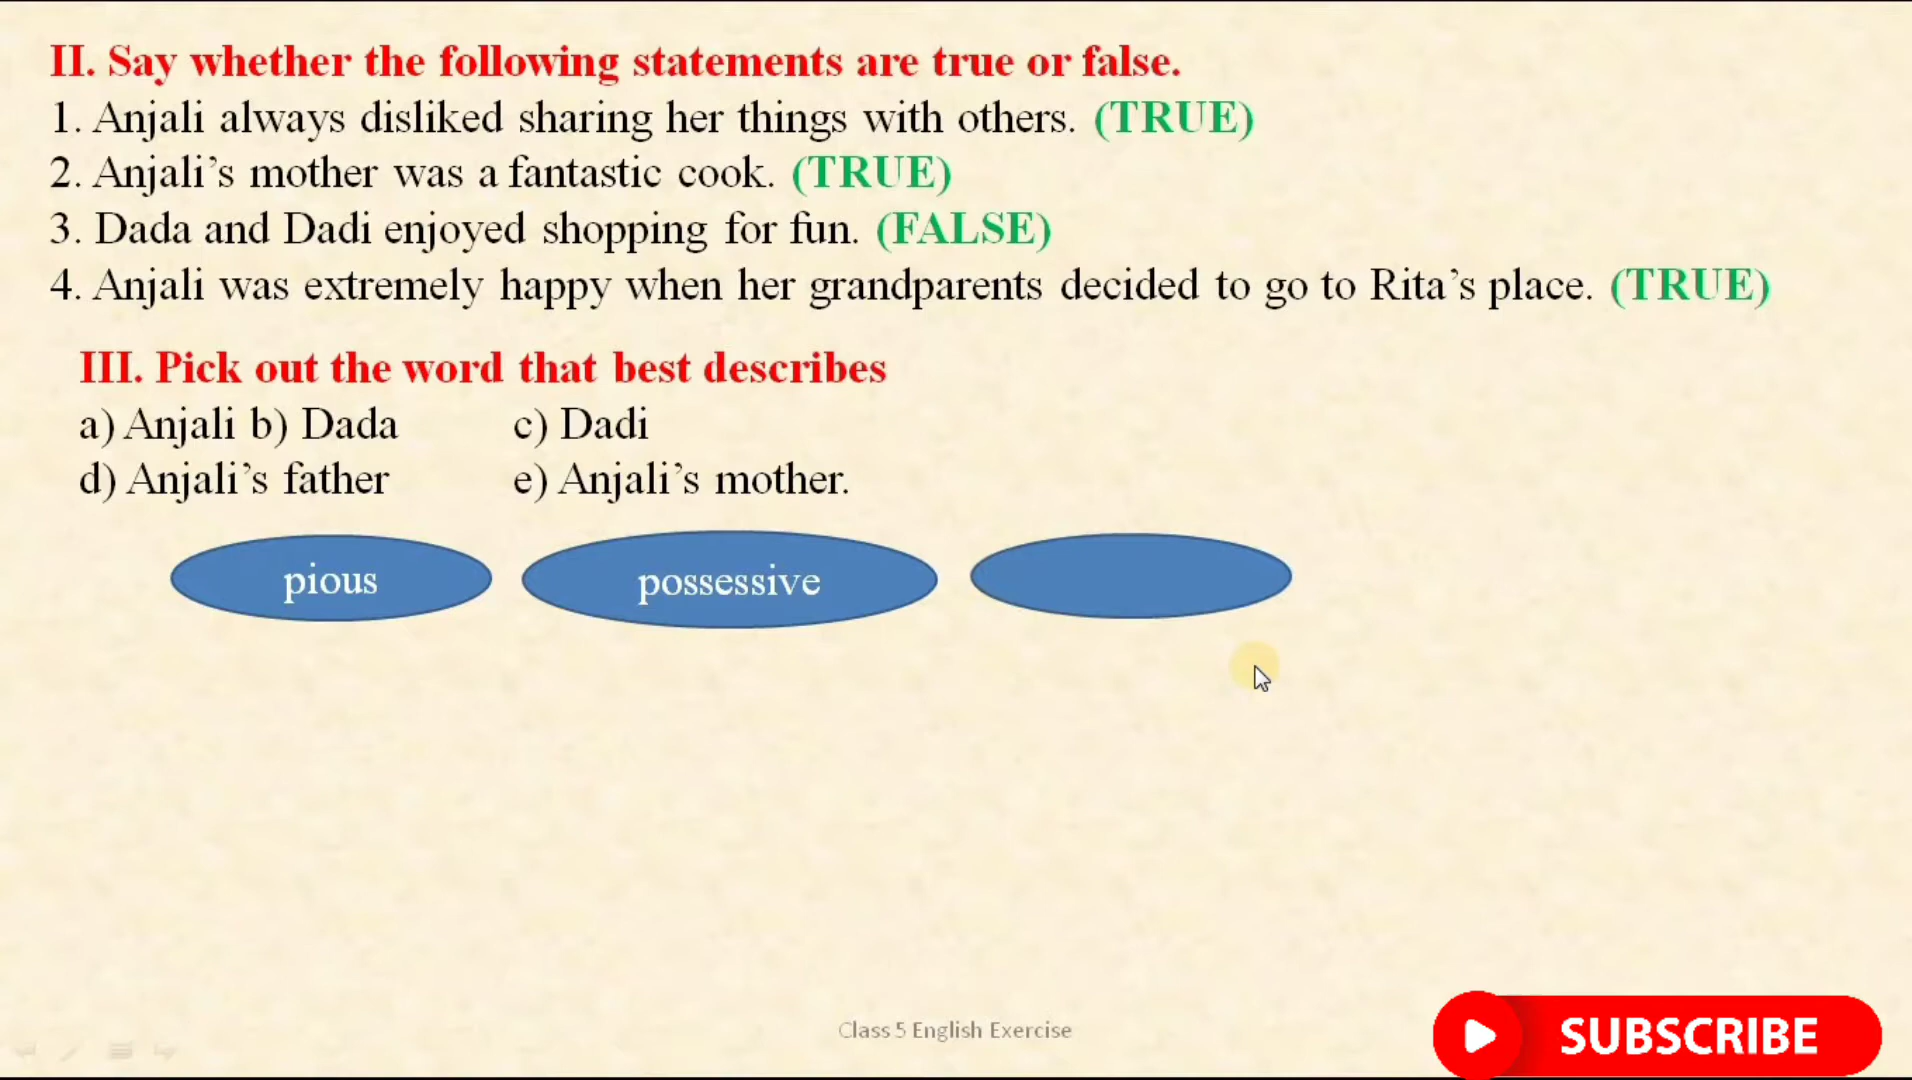 II. Say whether the following statements are true or false.
1. Anjali always disliked sharing her things with others. (TRUE)
2. Anjali’s mother was a fantastic cook. (TRUE)
3. Dada and Dadi enjoyed shopping for fun. (FALSE)
4. Anjali was extremely happy when her grandparents decided to go to Rita’s place. (TRUE)
III. Pick out the word that best describes
a) Anjali b) Dada c) Dadi
d) Anjali’s father e) Anjali’s mother.
pious possessive
Class 5 English Exercise
SUBSCRIBE